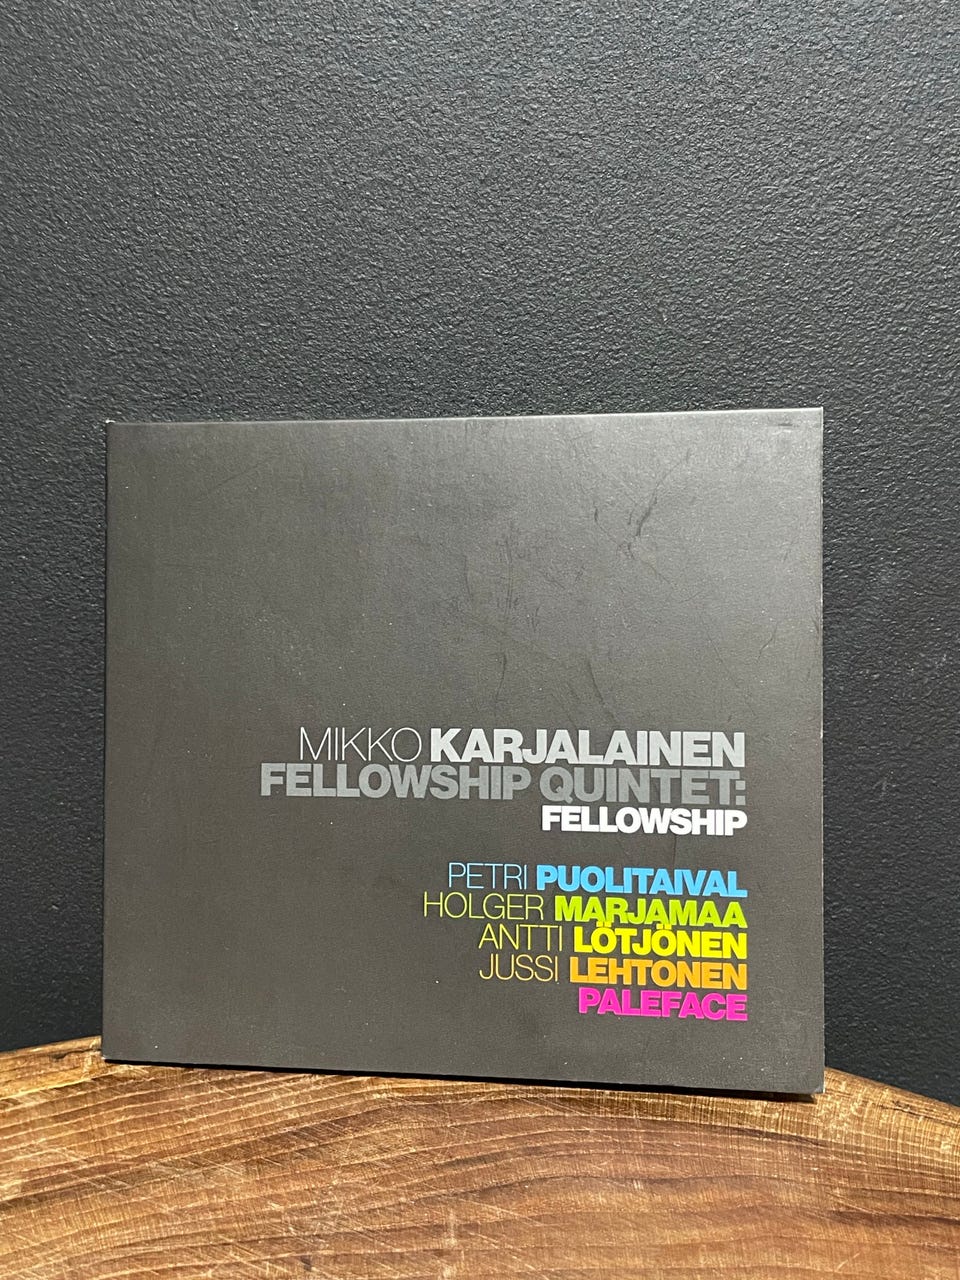 MIKKO KARJALAINEN
FELLOWSHIP QUINTET:
FELLOWSHIP
PETRI PUOLITAIVAL
HOLGER MARJAMAA
ANTTI LÖTJÖNEN
JUSSI LEHTONEN
PALEFACE